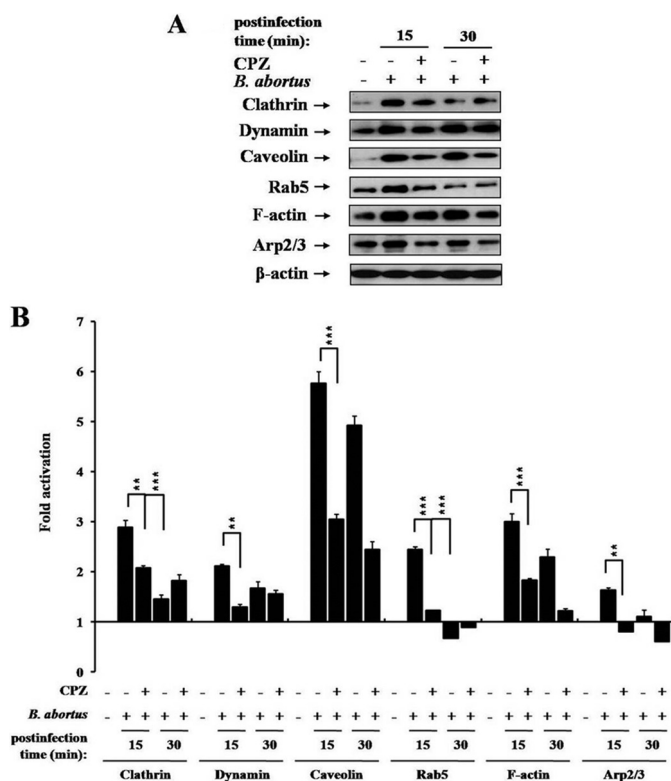 A
postinfection
time (min):
15 30
CPZ - - + - +
B. abortus - + + + +
Clathrin →
Dynamin →
Caveolin →
Rab5 →
F-actin →
Arp2/3 →
β-actin →
B
Fold activation
7
6
5
4
3
2
1
0
** ***
**
***
*** ***
***
**
CPZ - - + - + - - + - + - - + - + - - + - + - - + - + - - + - +
B. abortus - + + + + - + + + + - + + + + - + + + + - + + + + - + + + +
postinfection
time (min):
15 30 15 30 15 30 15 30 15 30 15 30
Clathrin Dynamin Caveolin Rab5 F-actin Arp2/3